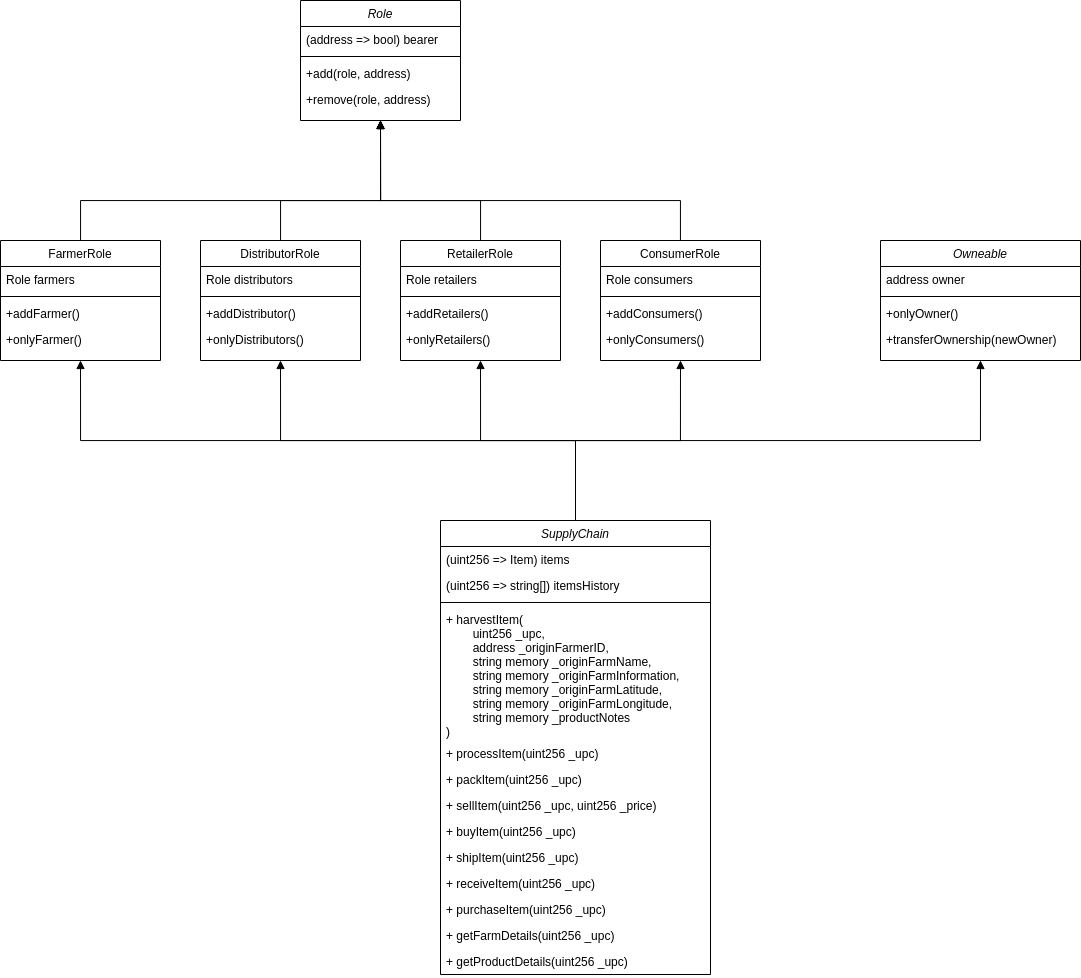 Role
(address => bool) bearer
+add(role, address)
+remove(role, address)
FarmerRole
Role farmers
+addFarmer()
+onlyFarmer()
DistributorRole
Role distributors
+addDistributor()
+onlyDistributors()
RetailerRole
Role retailers
+addRetailers()
+onlyRetailers()
ConsumerRole
Role consumers
+addConsumers()
+onlyConsumers()
Owneable
address owner
+onlyOwner()
+transferOwnership(newOwner)
SupplyChain
(uint256 => Item) items
(uint256 => string[]) itemsHistory
+ harvestItem(
uint256 _upc,
address _originFarmerID,
string memory _originFarmName,
string memory _originFarmInformation,
string memory _originFarmLatitude,
string memory _originFarmLongitude,
string memory _productNotes
)
+ processItem(uint256 _upc)
+ packItem(uint256 _upc)
+ sellItem(uint256 _upc, uint256 _price)
+ buyItem(uint256 _upc)
+ shipItem(uint256 _upc)
+ receiveItem(uint256 _upc)
+ purchaseItem(uint256 _upc)
+ getFarmDetails(uint256 _upc)
+ getProductDetails(uint256 _upc)